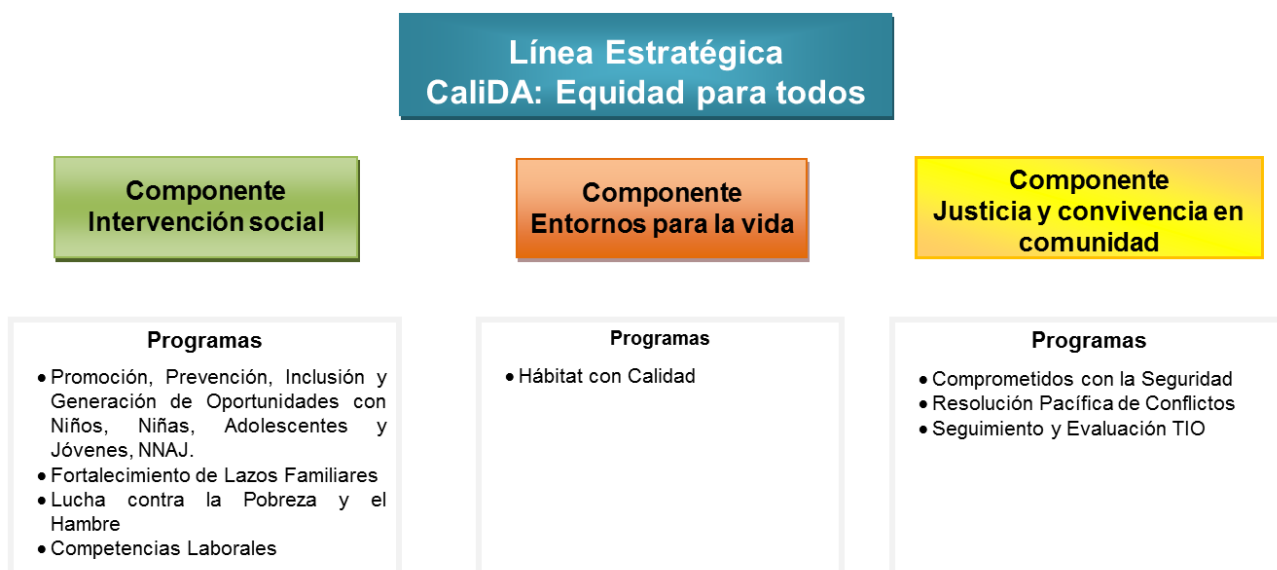 Línea Estratégica
CaliDA: Equidad para todos
Componente
Intervención social
Componente
Entornos para la vida
Componente
Justicia y convivencia en
comunidad
Programas
• Promoción, Prevención, Inclusión y
Generación de Oportunidades con
Niños, Niñas, Adolescentes y
Jóvenes, NNAJ.
• Fortalecimiento de Lazos Familiares
• Lucha contra la Pobreza y el
Hambre
• Competencias Laborales
Programas
• Hábitat con Calidad
Programas
• Comprometidos con la Seguridad
• Resolución Pacífica de Conflictos
• Seguimiento y Evaluación TIO